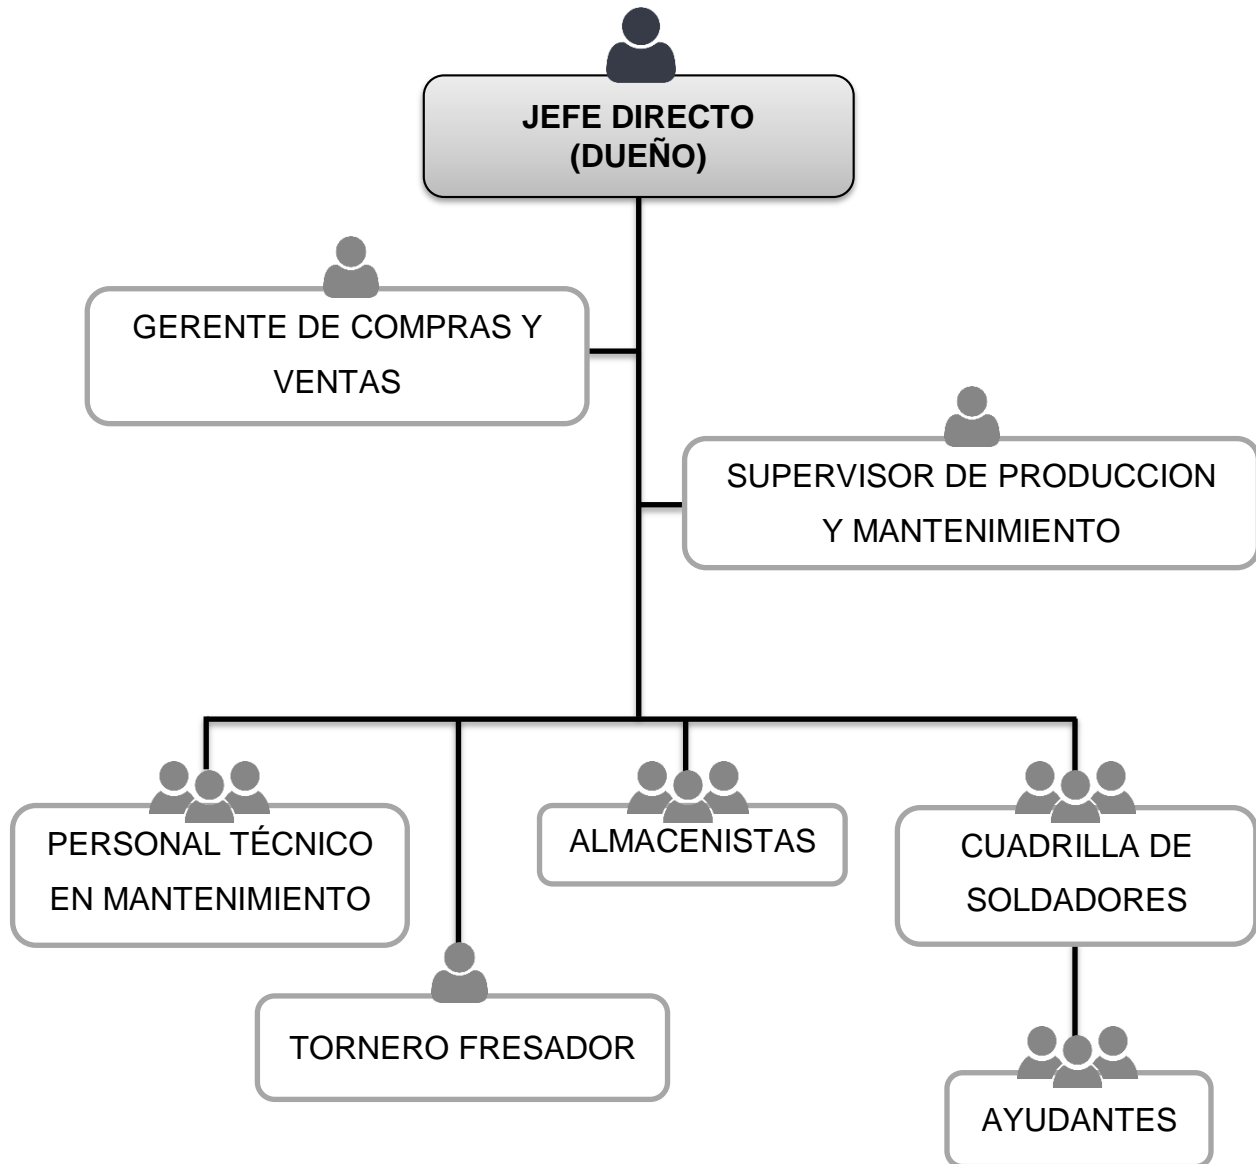 JEFE DIRECTO
(DUEÑO)
GERENTE DE COMPRAS Y
VENTAS
SUPERVISOR DE PRODUCCION
Y MANTENIMIENTO
PERSONAL TÉCNICO
EN MANTENIMIENTO
ALMACENISTAS
CUADRILLA DE
SOLDADORES
TORNERO FRESADOR
AYUDANTES